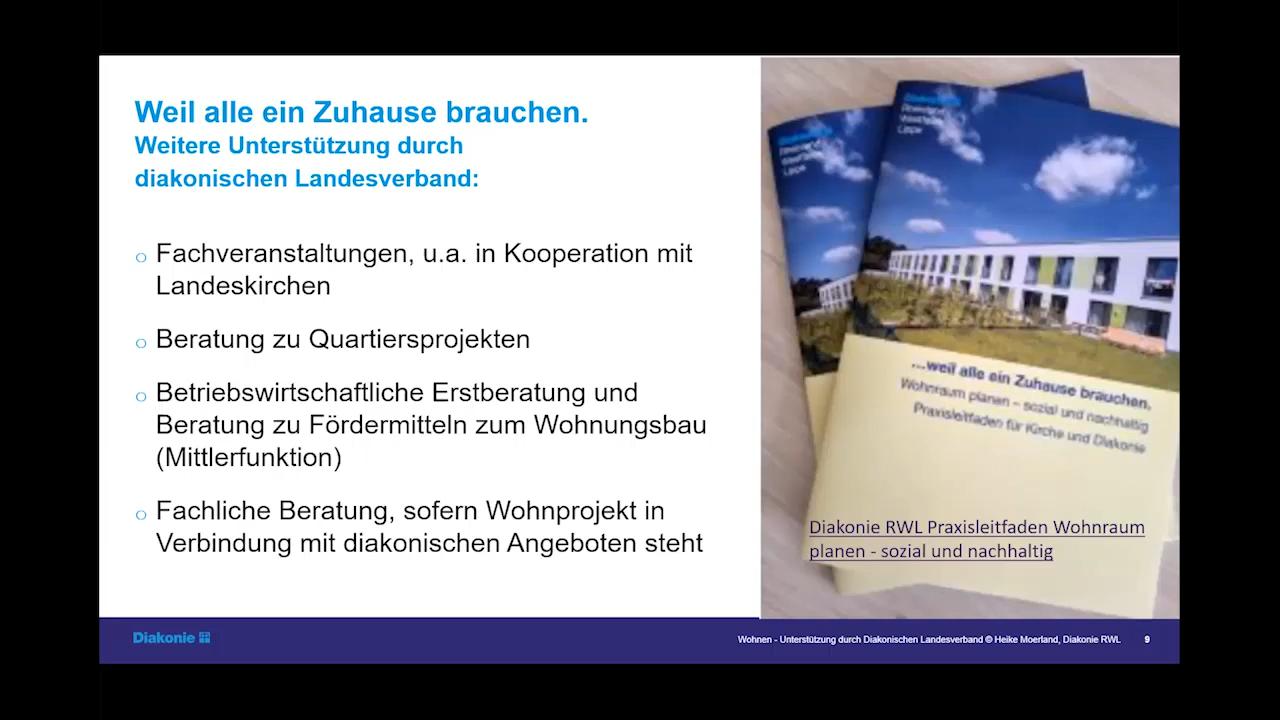 Weil alle ein Zuhause brauchen.
Weitere Unterstützung durch
diakonischen Landesverband:
o Fachveranstaltungen, u.a. in Kooperation mit
Landeskirchen
o Beratung zu Quartiersprojekten
o Betriebswirtschaftliche Erstberatung und
Beratung zu Fördermitteln zum Wohnungsbau
(Mittlerfunktion)
o Fachliche Beratung, sofern Wohnprojekt in
Verbindung mit diakonischen Angeboten steht
Rheinland
Westfalen
Lippe
...weil alle ein Zuhause brauchen.
Wohnraum planen – sozial und nachhaltig
Praxisleitfaden für Kirche und Diakonie
Diakonie RWL Praxisleitfaden Wohnraum
planen - sozial und nachhaltig
Diakonie
Wohnen - Unterstützung durch Diakonischen Landesverband © Heike Moerland, Diakonie RWL 9